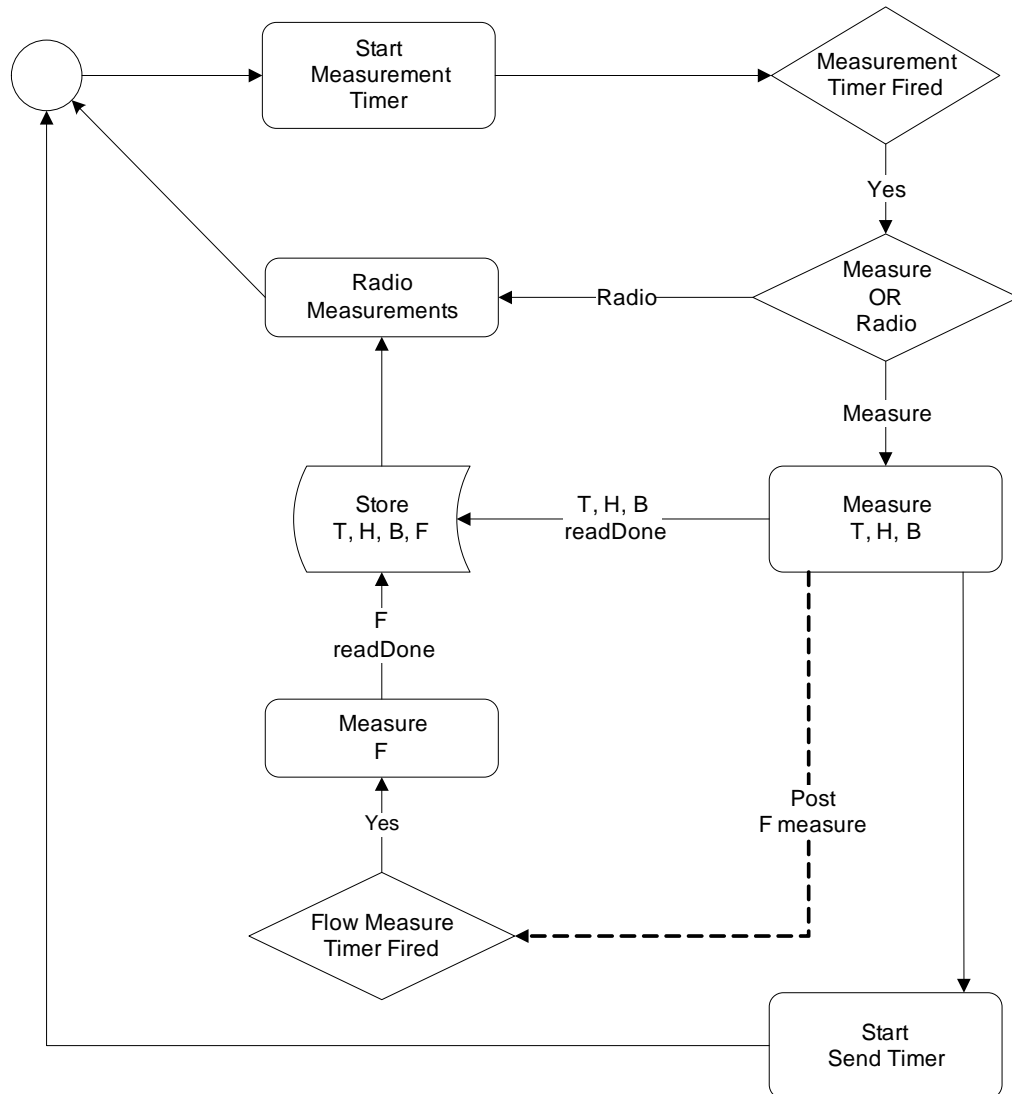 Start
Measurement
Timer
Measurement
Timer Fired
Yes
Measure
OR
Radio
Radio
Radio
Measurements
Measure
Store
T, H, B, F
T, H, B
readDone
Measure
T, H, B
F
readDone
Measure
F
Post
F measure
Yes
Flow Measure
Timer Fired
Start
Send Timer